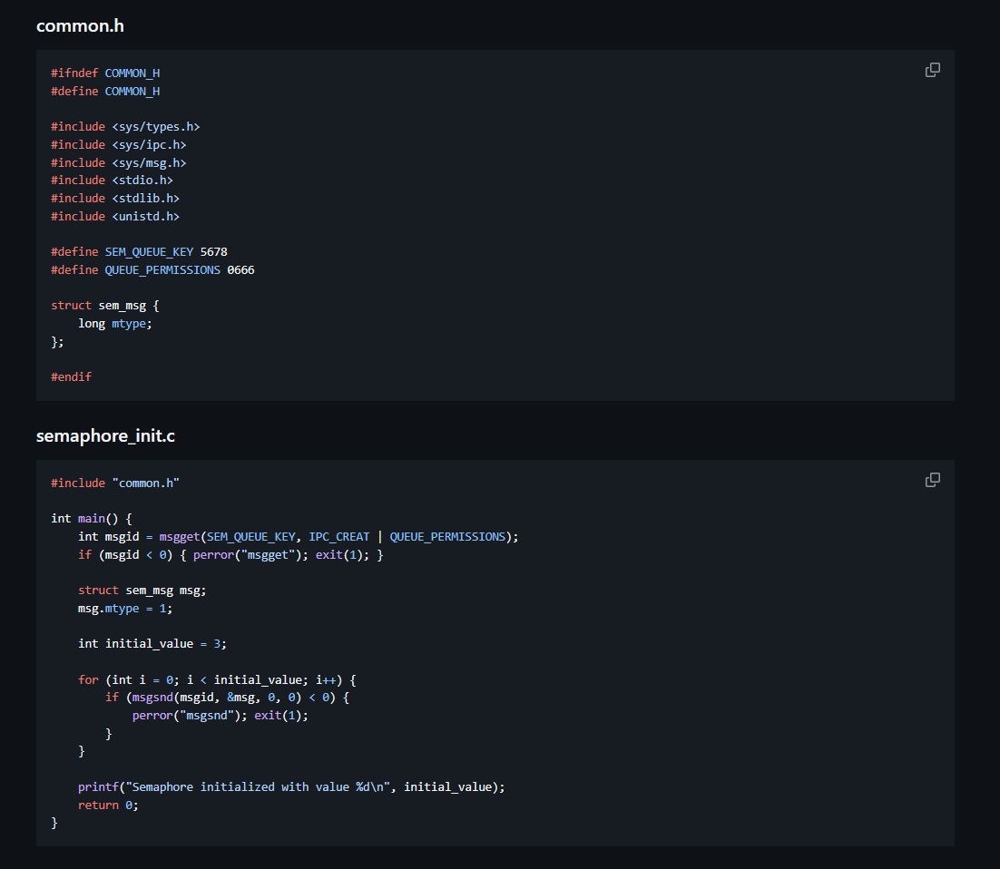 common.h
#ifndef COMMON_H
#define COMMON_H
#include <sys/types.h>
#include <sys/ipc.h>
#include <sys/msg.h>
#include <stdio.h>
#include <stdlib.h>
#include <unistd.h>
#define SEM_QUEUE_KEY 5678
#define QUEUE_PERMISSIONS 0666
struct sem_msg {
    long mtype;
};
#endif
semaphore_init.c
#include "common.h"
int main() {
    int msgid = msgget(SEM_QUEUE_KEY, IPC_CREAT | QUEUE_PERMISSIONS);
    if (msgid < 0) { perror("msgget"); exit(1); }
    struct sem_msg msg;
    msg.mtype = 1;
    int initial_value = 3;
    for (int i = 0; i < initial_value; i++) {
        if (msgsnd(msgid, &msg, 0, 0) < 0) {
            perror("msgsnd"); exit(1);
        }
    }
    printf("Semaphore initialized with value %d\n", initial_value);
    return 0;
}